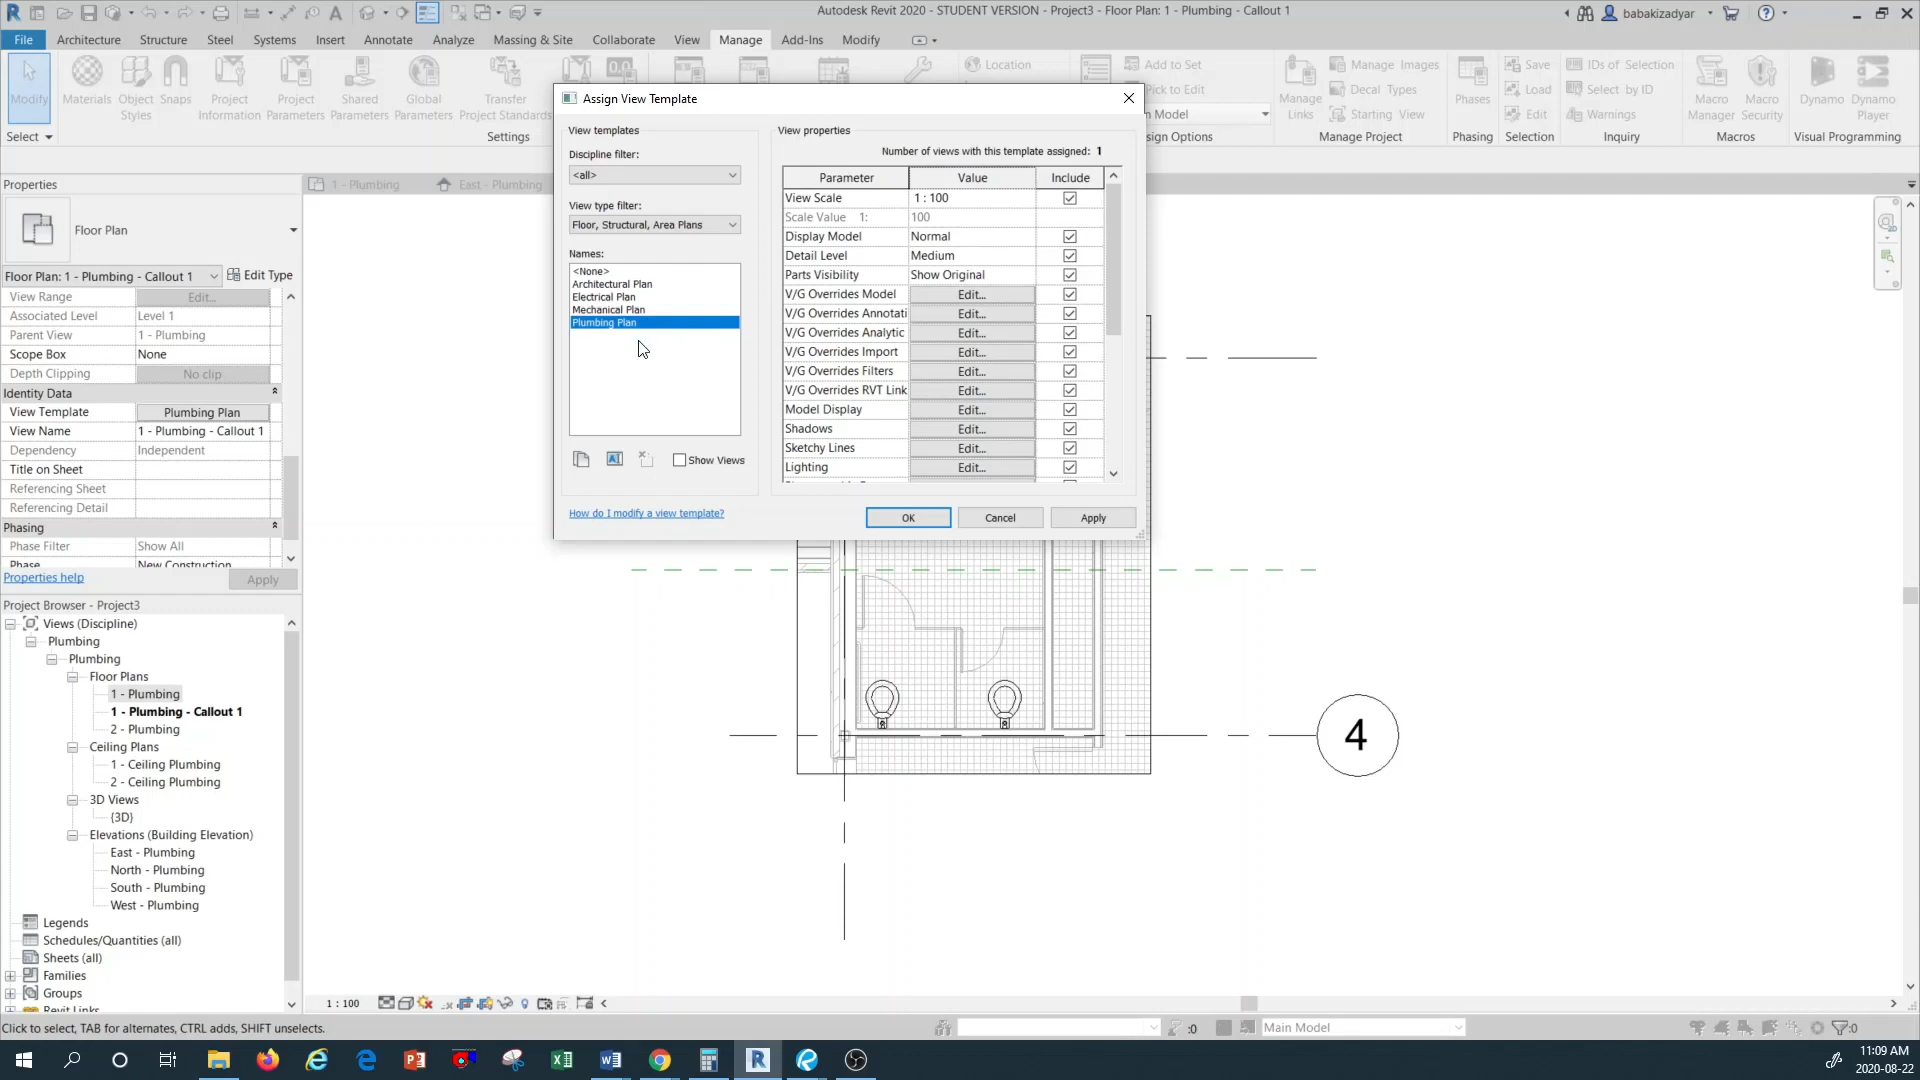 Autodesk Revit 2020 - STUDENT VERSION - Project3 - Floor Plan: 1 - Plumbing - Callout 1
babakizadyar
File Architecture Structure Steel Systems Insert Annotate Analyze Massing & Site Collaborate View Manage Add-Ins Modify
Modify
Materials
Object Styles
Snaps
Project Information
Project Parameters
Shared Parameters
Global Parameters
Transfer Project Standards
Location
Add to Set
Pick to Edit
Manage Links
Manage Images
Decal Types
Starting View
Phases
Save
Load
Edit
IDs of Selection
Select by ID
Warnings
Macro Manager
Macro Security
Dynamo
Dynamo Player
Select
Settings
Manage Project
Phasing
Selection
Inquiry
Macros
Visual Programming
Properties
1 - Plumbing
East - Plumbing
Floor Plan
Floor Plan: 1 - Plumbing - Callout 1
Edit Type
View Range Edit...
Associated Level Level 1
Parent View 1 - Plumbing
Scope Box None
Depth Clipping No clip
Identity Data
View Template Plumbing Plan
View Name 1 - Plumbing - Callout 1
Dependency Independent
Title on Sheet
Referencing Sheet
Referencing Detail
Phasing
Phase Filter Show All
Phase New Construction
Properties help
Apply
Project Browser - Project3
Views (Discipline)
Plumbing
Plumbing
Floor Plans
1 - Plumbing
1 - Plumbing - Callout 1
2 - Plumbing
Ceiling Plans
1 - Ceiling Plumbing
2 - Ceiling Plumbing
3D Views
{3D}
Elevations (Building Elevation)
East - Plumbing
North - Plumbing
South - Plumbing
West - Plumbing
Legends
Schedules/Quantities (all)
Sheets (all)
Families
Groups
Revit Links
Assign View Template
View templates
Discipline filter:
<all>
View type filter:
Floor, Structural, Area Plans
Names:
<None>
Architectural Plan
Electrical Plan
Mechanical Plan
Plumbing Plan
Show Views
How do I modify a view template?
View properties
Number of views with this template assigned: 1
Parameter Value Include
View Scale 1 : 100
Scale Value 1: 100
Display Model Normal
Detail Level Medium
Parts Visibility Show Original
V/G Overrides Model Edit...
V/G Overrides Annotati Edit...
V/G Overrides Analytic Edit...
V/G Overrides Import Edit...
V/G Overrides Filters Edit...
V/G Overrides RVT Link Edit...
Model Display Edit...
Shadows Edit...
Sketchy Lines Edit...
Lighting Edit...
OK Cancel Apply
4
1 : 100
Click to select, TAB for alternates, CTRL adds, SHIFT unselects.
:0
Main Model
:0
11:09 AM
2020-08-22